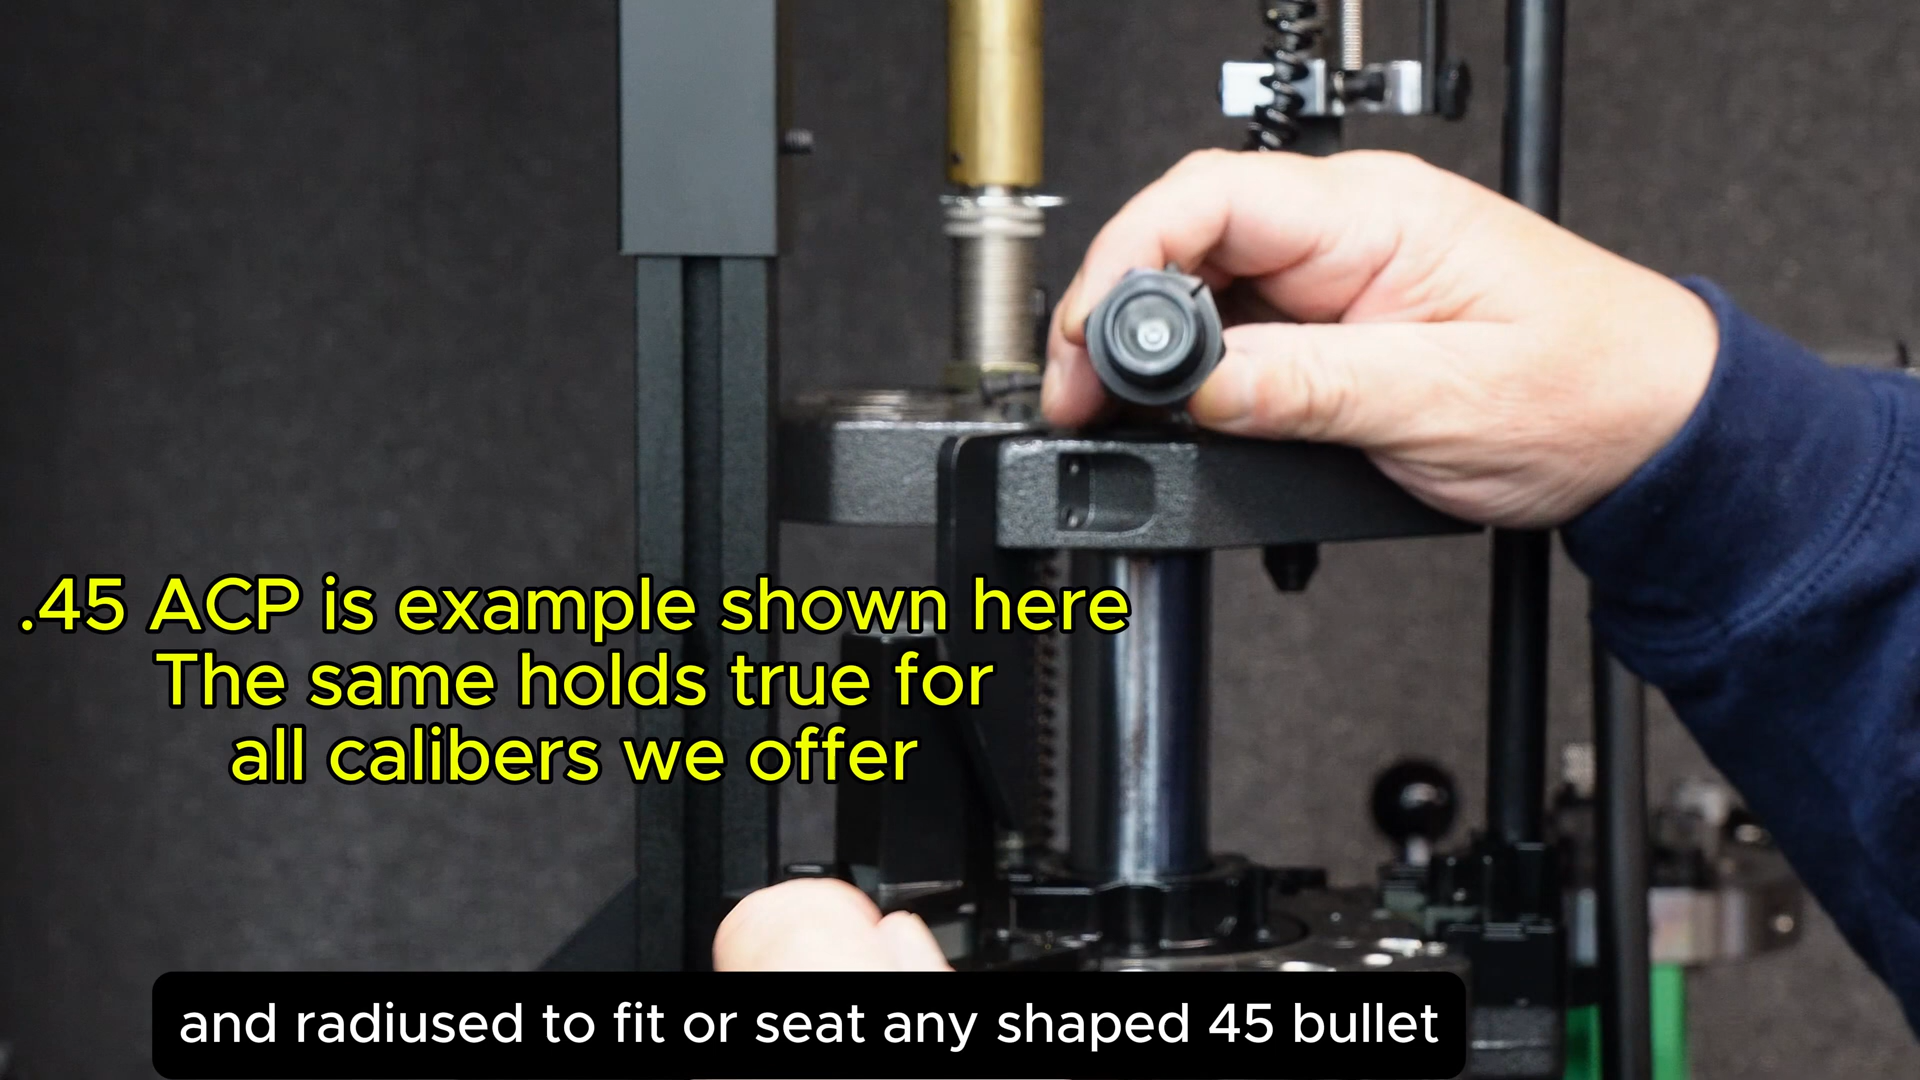 .45 ACP is example shown here
The same holds true for
all calibers we offer
and radiused to fit or seat any shaped 45 bullet